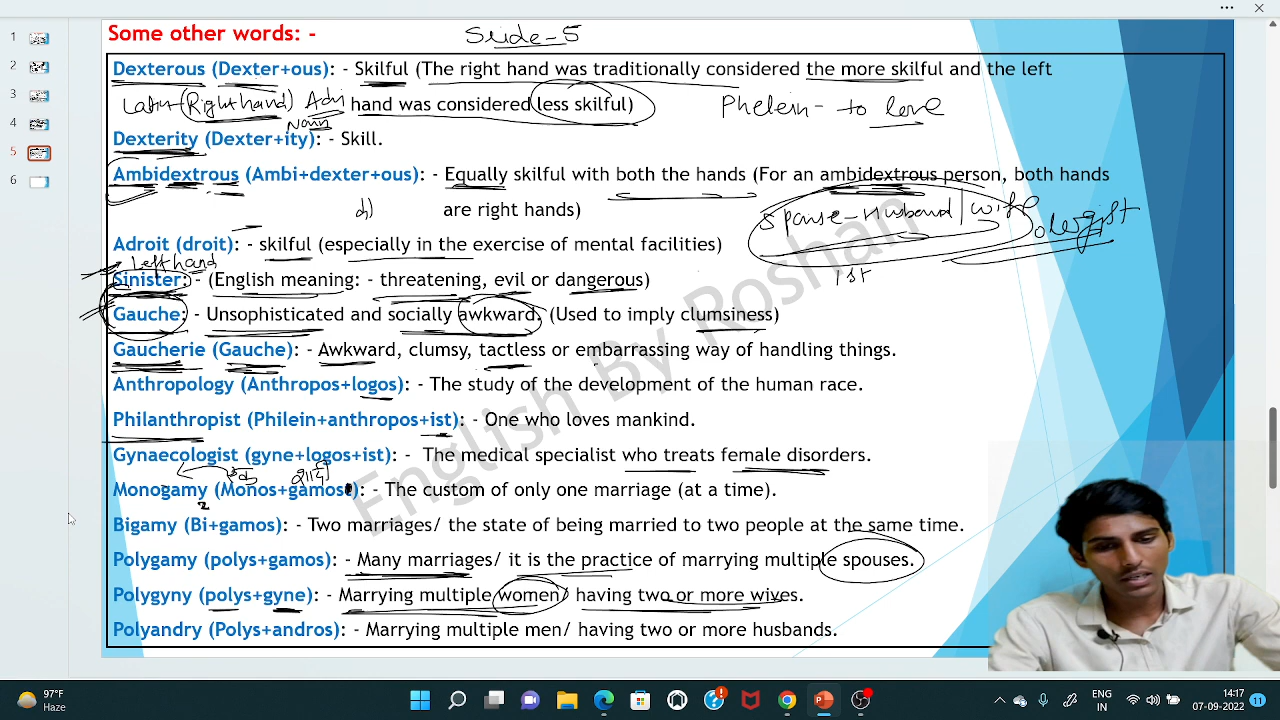 1
2
3
4
5
6
Some other words: -
Slide-5
Dexterous (Dexter+ous): - Skilful (The right hand was traditionally considered the more skilful and the left
Latin (Right hand) Adj hand was considered less skilful) Phelein - to love
Noun
Dexterity (Dexter+ity): - Skill.
Ambidextrous (Ambi+dexter+ous): - Equally skilful with both the hands (For an ambidextrous person, both hands
are right hands)
Spouse - Husband | wife
ologist
Adroit (droit): - skilful (especially in the exercise of mental facilities)
Left hand
ist
Sinister: - (English meaning: - threatening, evil or dangerous)
Gauche: - Unsophisticated and socially awkward. (Used to imply clumsiness)
Gaucherie (Gauche): - Awkward, clumsy, tactless or embarrassing way of handling things.
Anthropology (Anthropos+logos): - The study of the development of the human race.
Philanthropist (Philein+anthropos+ist): - One who loves mankind.
Gynaecologist (gyne+logos+ist): - The medical specialist who treats female disorders.
एक शादी
Monogamy (Monos+gamos): - The custom of only one marriage (at a time).
2
Bigamy (Bi+gamos): - Two marriages/ the state of being married to two people at the same time.
Polygamy (polys+gamos): - Many marriages/ it is the practice of marrying multiple spouses.
Polygyny (polys+gyne): - Marrying multiple women/ having two or more wives.
Polyandry (Polys+andros): - Marrying multiple men/ having two or more husbands.
English By Roshan
97°F
Haze
ENG
IN
14:17
07-09-2022
11